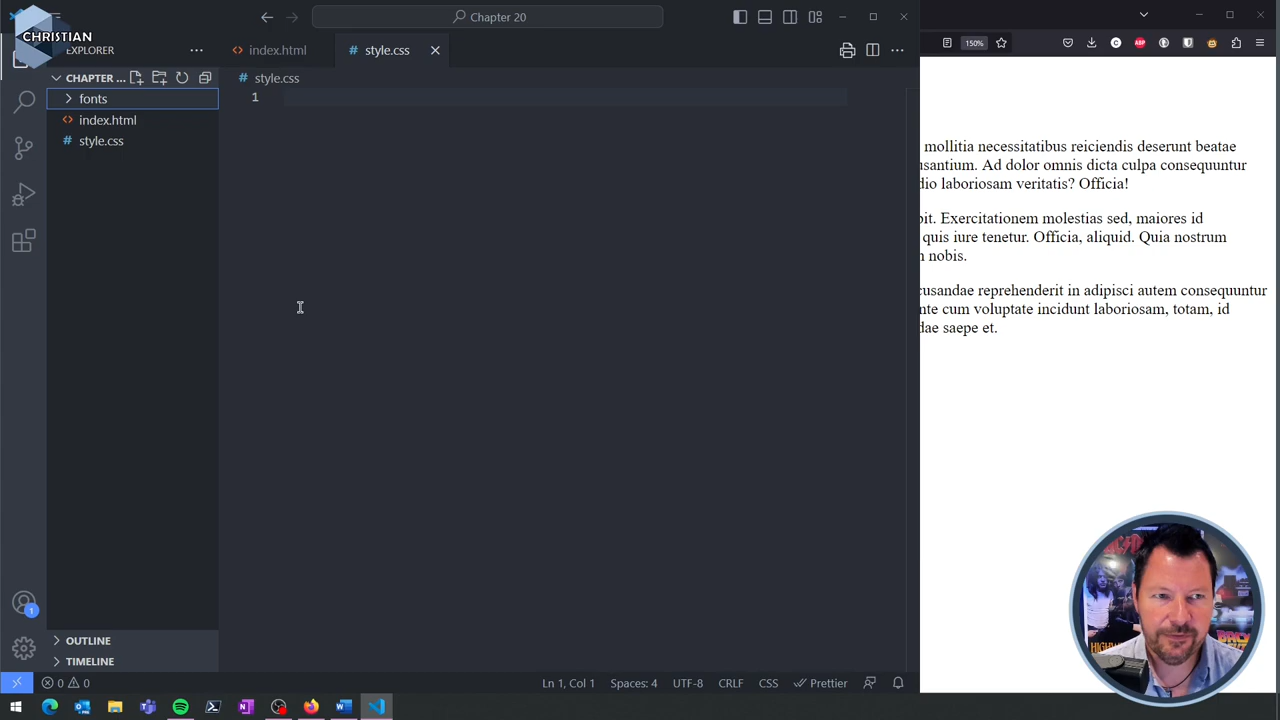 Chapter 20
CHRISTIAN
EXPLORER
index.html
style.css
150%
ABP
CHAPTER ...
style.css
fonts
1
index.html
style.css
mollitia necessitatibus reiciendis deserunt beatae
usantium. Ad dolor omnis dicta culpa consequuntur
dio laboriosam veritatis? Officia!
pit. Exercitationem molestias sed, maiores id
quis iure tenetur. Officia, aliquid. Quia nostrum
nobis.
cusandae reprehenderit in adipisci autem consequuntur
nte cum voluptate incidunt laboriosam, totam, id
dae saepe et.
1
OUTLINE
TIMELINE
0 0
Ln 1, Col 1
Spaces: 4
UTF-8
CRLF
CSS
Prettier